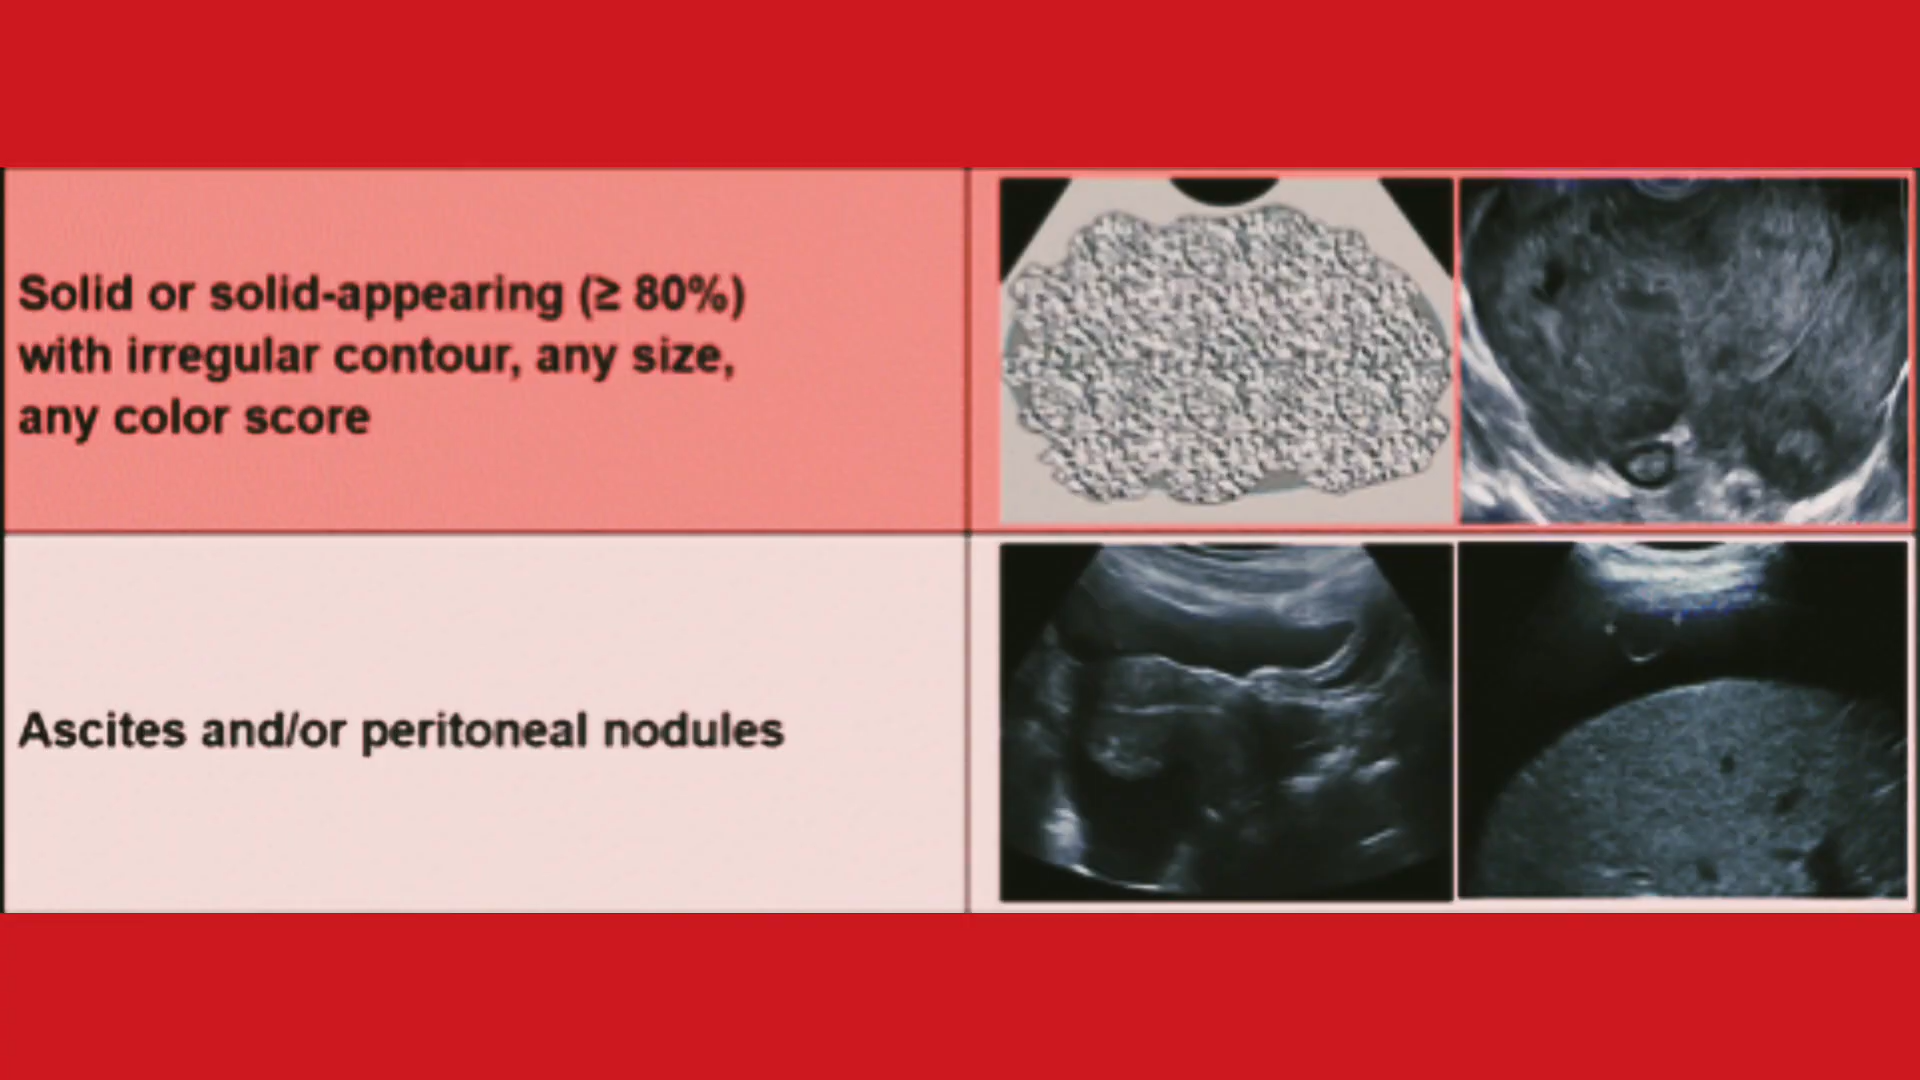 Solid or solid-appearing (≥ 80%)
with irregular contour, any size,
any color score
Ascites and/or peritoneal nodules